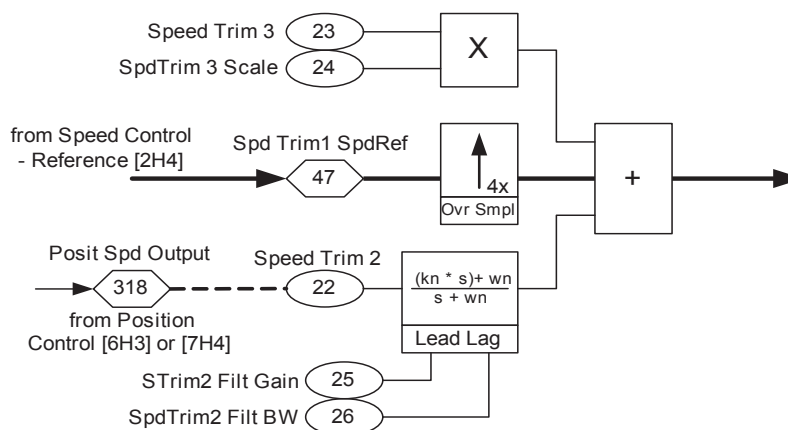 Speed Trim 3
23
SpdTrim 3 Scale
24
X
from Speed Control
- Reference [2H4]
Spd Trim1 SpdRef
47
4x
Ovr Smpl
+
Posit Spd Output
318
from Position
Control [6H3] or [7H4]
Speed Trim 2
22
(kn * s)+ wn
s + wn
Lead Lag
STrim2 Filt Gain
25
SpdTrim2 Filt BW
26